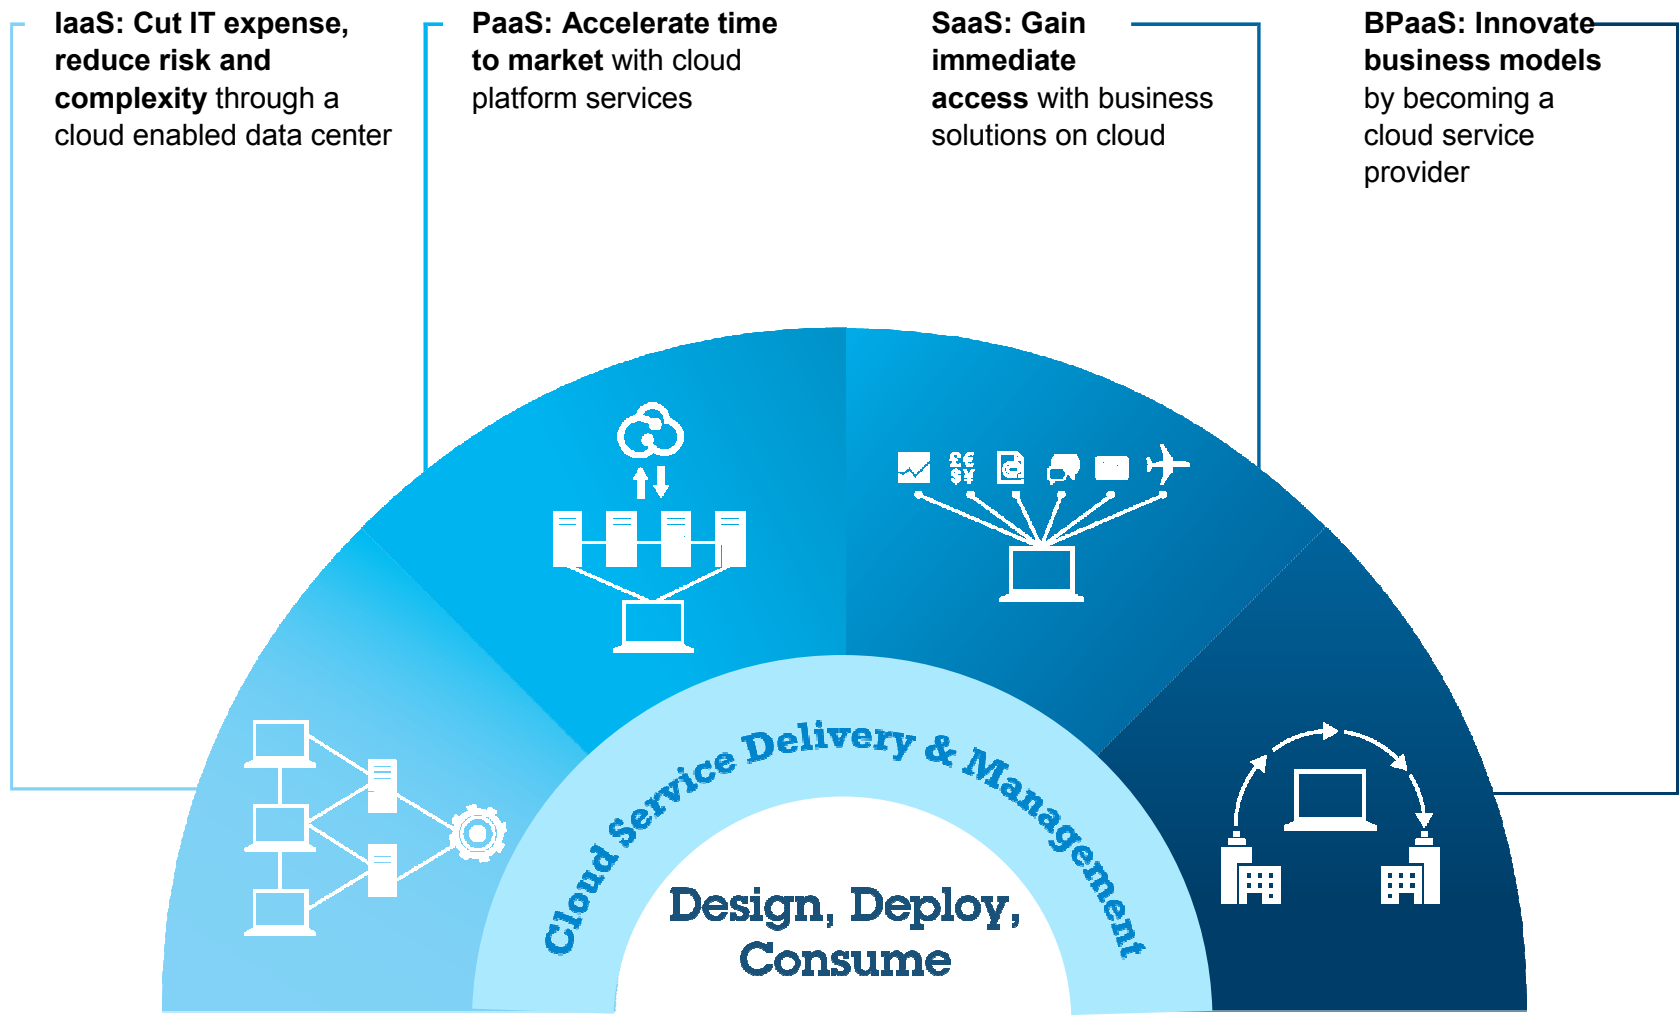 IaaS: Cut IT expense,
reduce risk and
complexity through a
cloud enabled data center
PaaS: Accelerate time
to market with cloud
platform services
SaaS: Gain
immediate
access with business
solutions on cloud
BPaaS: Innovate
business models
by becoming a
cloud service
provider
£€
$¥
Cloud Service Delivery & Management
Design, Deploy,
Consume